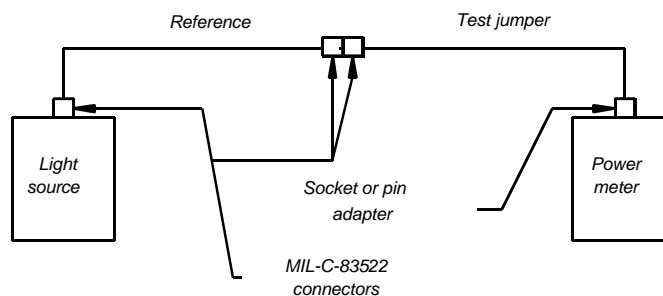 Reference
Test jumper
Light
source
Power
meter
Socket or pin
adapter
MIL-C-83522
connectors